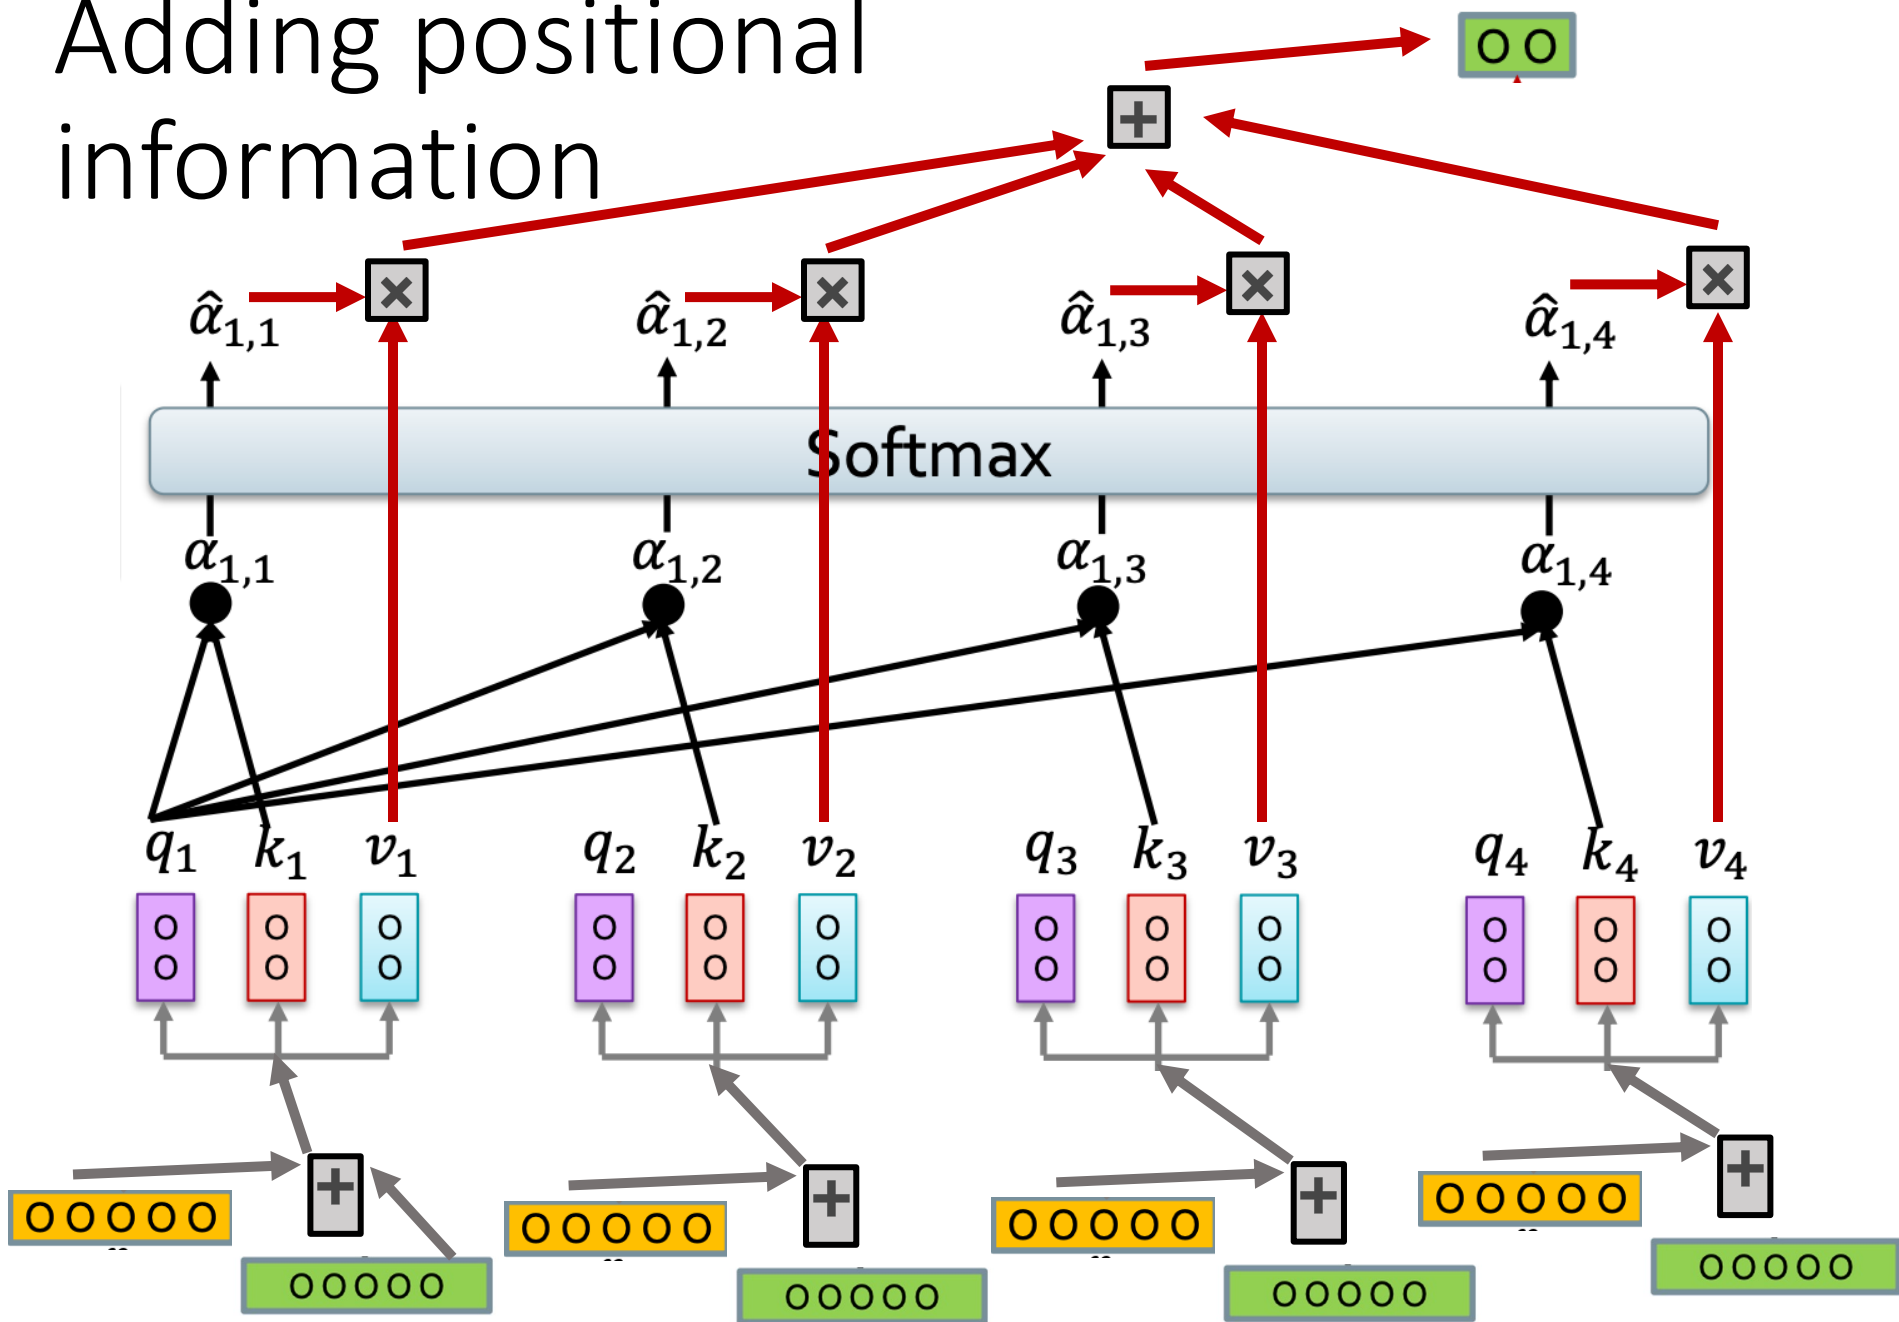 Adding positional
information
O O
+
× × × ×
α̂1,1 α̂1,2 α̂1,3 α̂1,4
Softmax
α1,1 α1,2 α1,3 α1,4
q1 k1 v1 q2 k2 v2 q3 k3 v3 q4 k4 v4
O O O O O O O O O O O O
O O O O O O O O O O O O
+ + + +
O O O O O O O O O O O O O O O O O O O O
O O O O O O O O O O O O O O O O O O O O